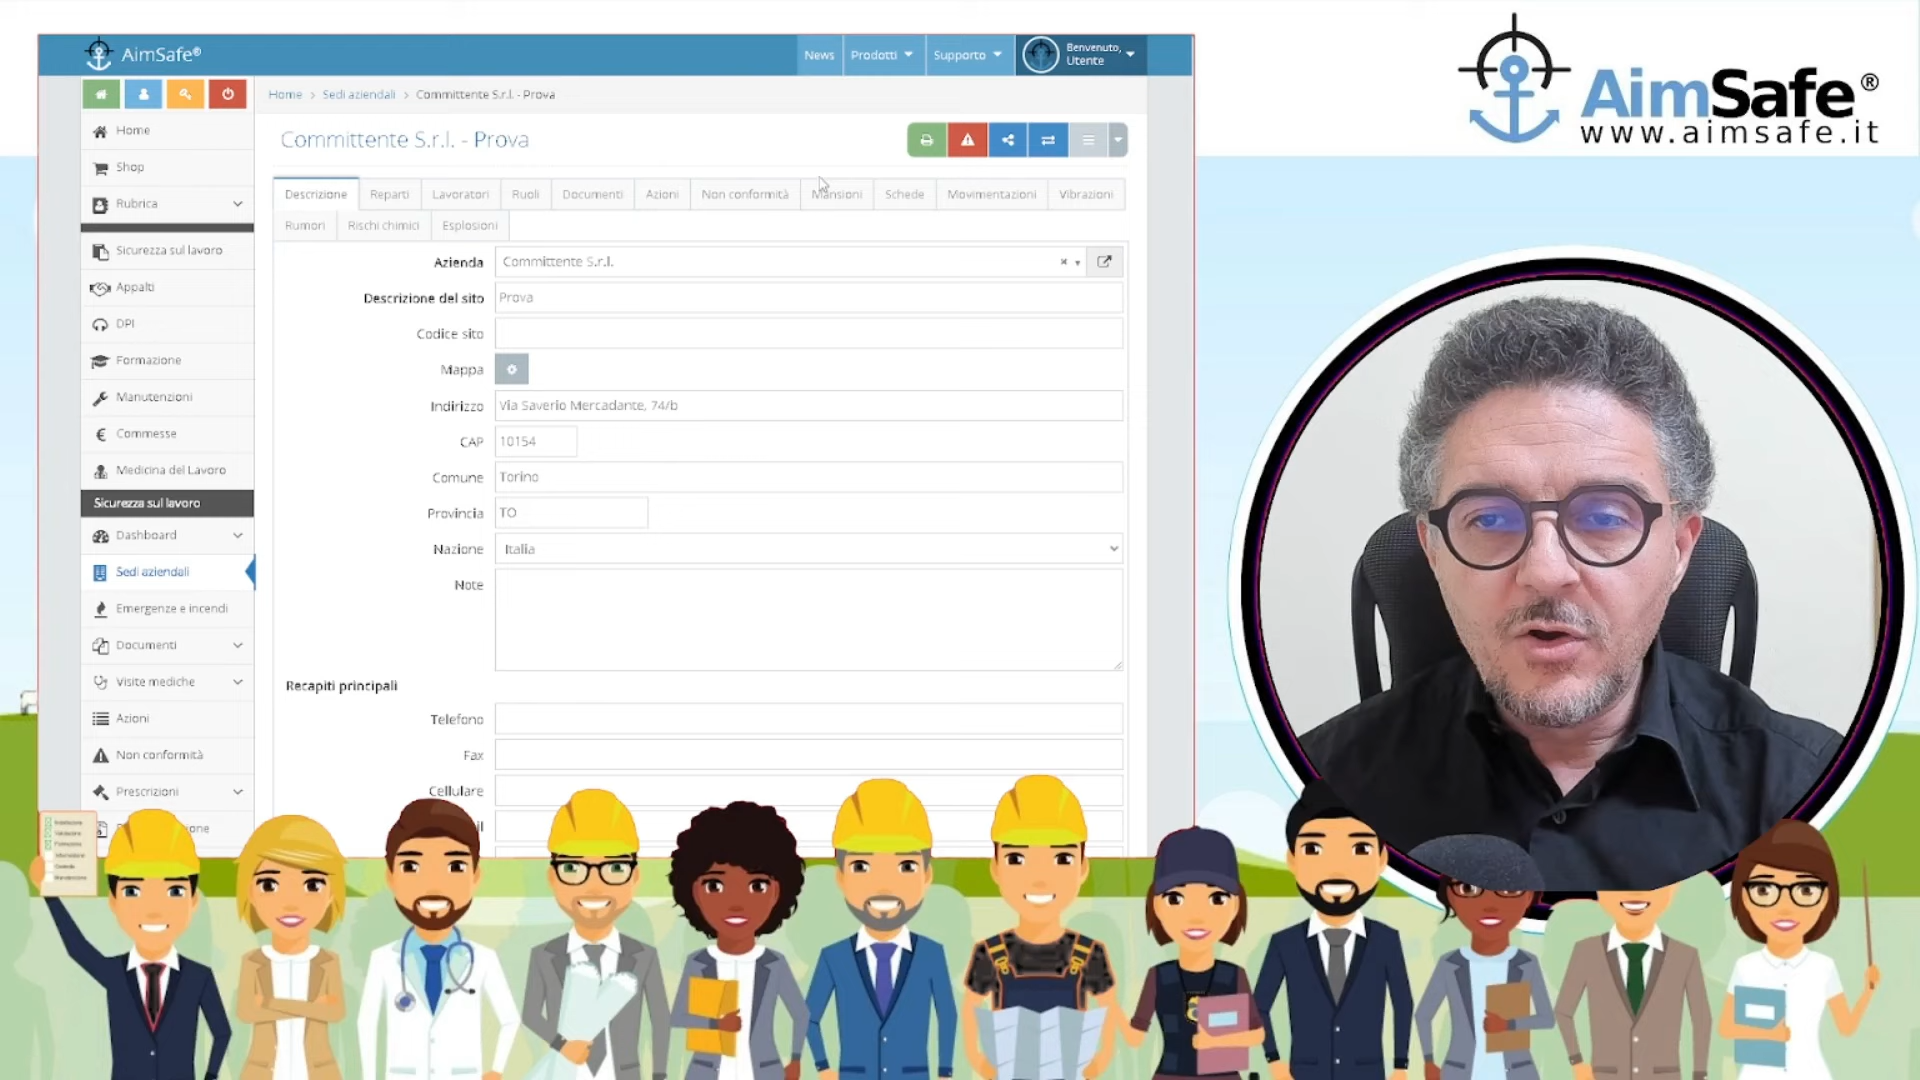 AimSafe®
News
Prodotti
Supporto
Benvenuto,
Utente
AimSafe®
www.aimsafe.it
Home
Sedi aziendali
Committente S.r.l. - Prova
Home
Shop
Rubrica
Committente S.r.l. - Prova
Descrizione
Reparti
Lavoratori
Ruoli
Documenti
Azioni
Non conformità
Mansioni
Schede
Movimentazioni
Vibrazioni
Rumori
Rischi chimici
Esplosioni
Sicurezza sul lavoro
Appalti
DPI
Formazione
Manutenzioni
Commesse
Medicina del Lavoro
Sicurezza sul lavoro
Dashboard
Sedi aziendali
Emergenze e incendi
Documenti
Visite mediche
Azioni
Non conformità
Prescrizioni
Azienda
Committente S.r.l.
Descrizione del sito
Prova
Codice sito
Mappa
Indirizzo
Via Saverio Mercadante, 74/b
CAP
10154
Comune
Torino
Provincia
TO
Nazione
Italia
Note
Recapiti principali
Telefono
Fax
Cellulare